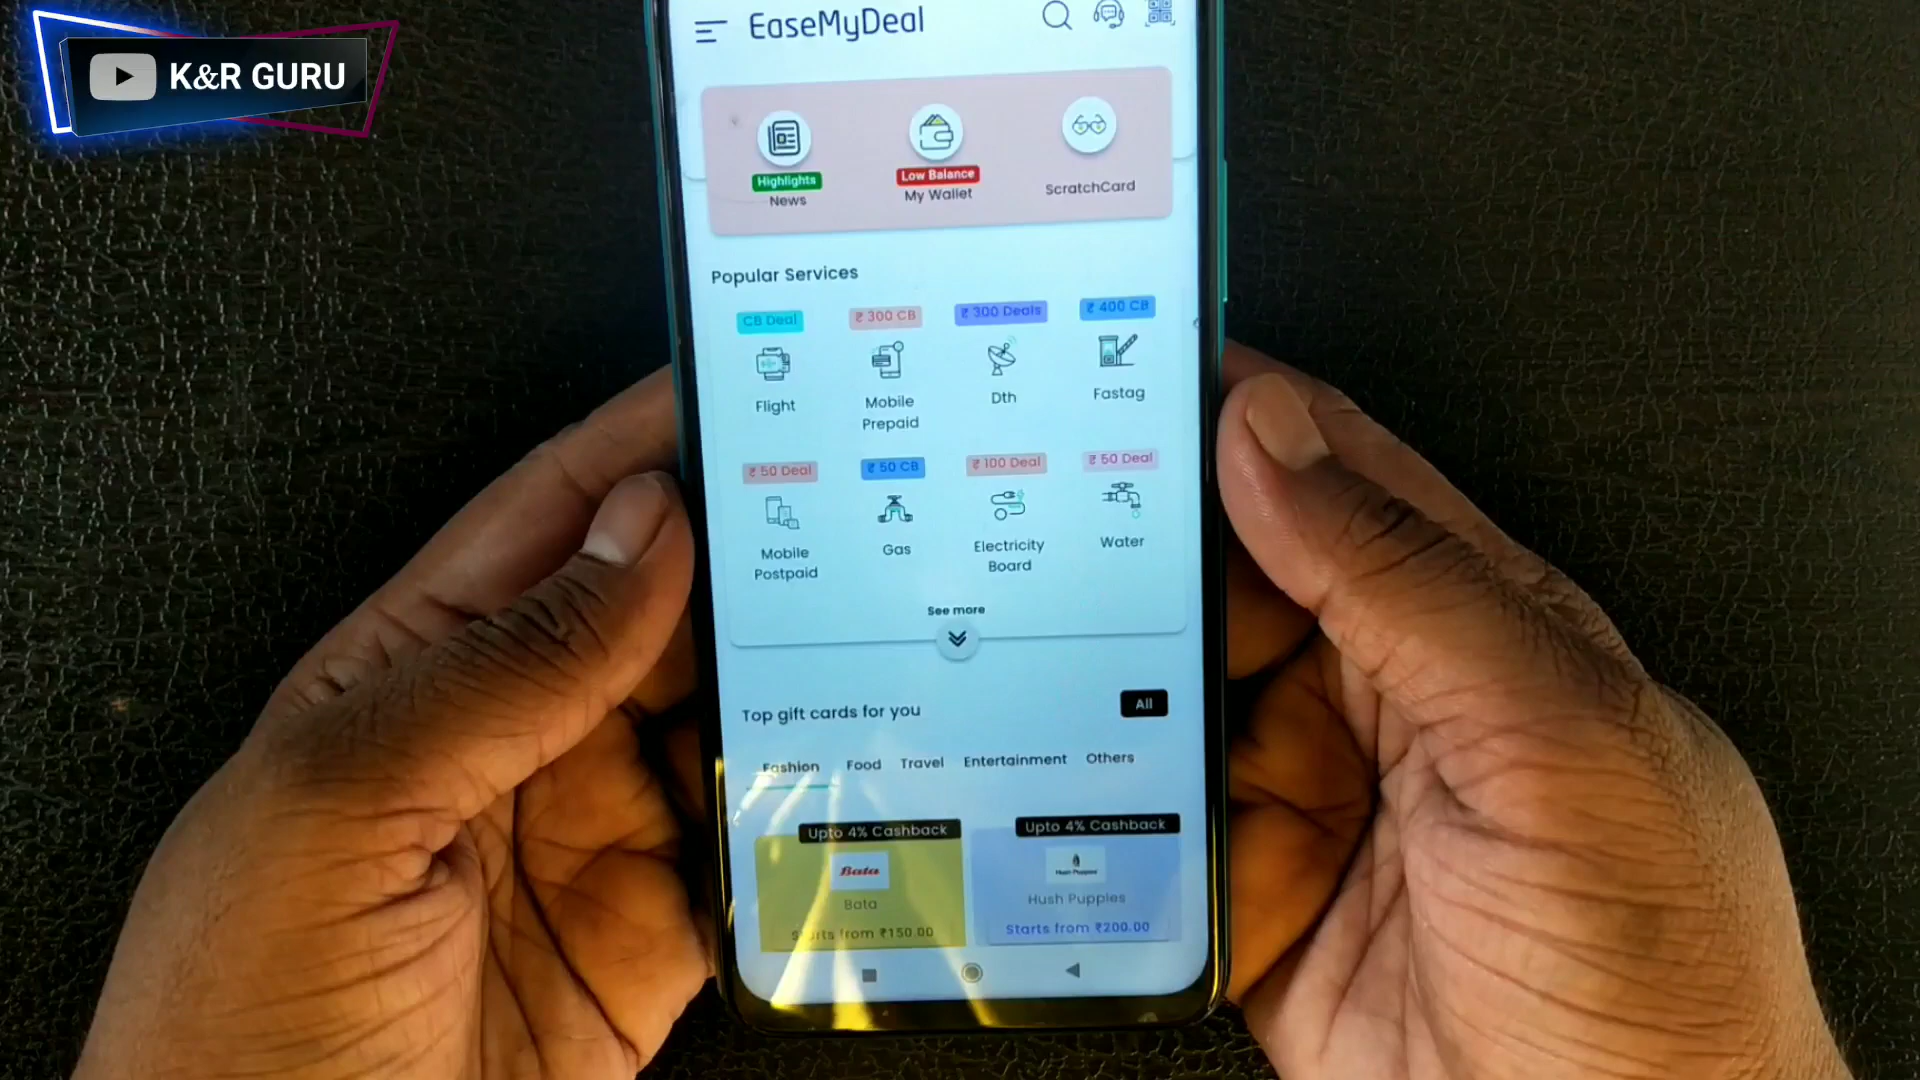 K&R GURU
EaseMyDeal
Highlights
News
Low Balance
My Wallet
ScratchCard
Popular Services
CB Deal
₹ 300 CB
₹ 300 Deals
₹ 400 CB
Flight
Mobile
Prepaid
Dth
Fastag
₹ 50 Deal
₹ 50 CB
₹ 100 Deal
₹ 50 Deal
Mobile
Postpaid
Gas
Electricity
Board
Water
See more
Top gift cards for you
All
Fashion
Food
Travel
Entertainment
Others
Upto 4% Cashback
Upto 4% Cashback
Bata
Bata
Starts from ₹150.00
Hush Puppies
Hush Puppies
Starts from ₹200.00